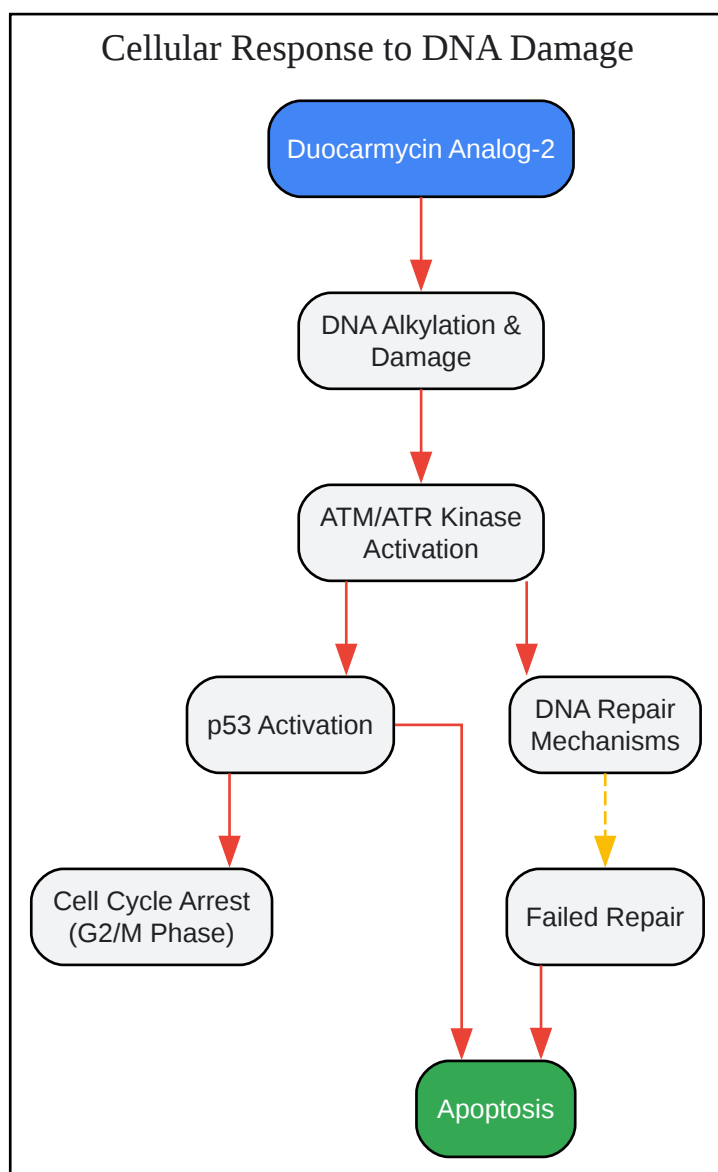 Cellular Response to DNA Damage
Duocarmycin Analog-2
DNA Alkylation &
Damage
ATM/ATR Kinase
Activation
p53 Activation
DNA Repair
Mechanisms
Cell Cycle Arrest
(G2/M Phase)
Failed Repair
Apoptosis